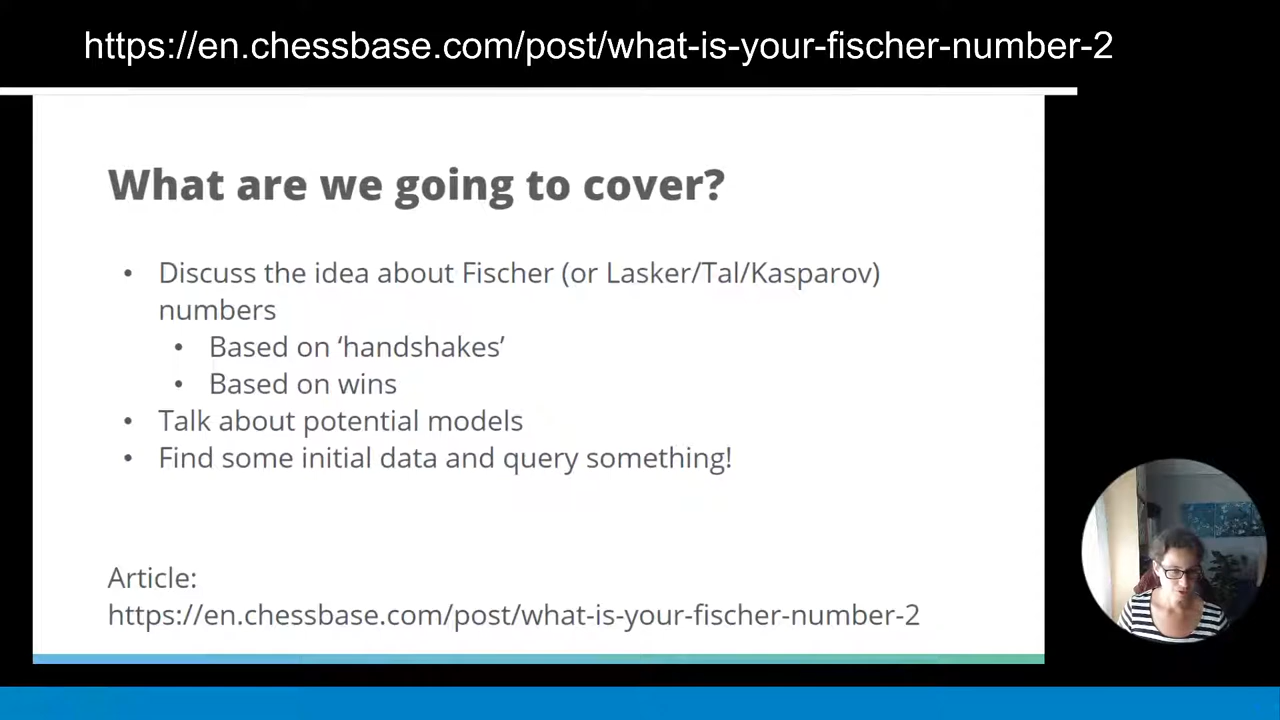 https://en.chessbase.com/post/what-is-your-fischer-number-2
What are we going to cover?
• Discuss the idea about Fischer (or Lasker/Tal/Kasparov)
numbers
• Based on ‘handshakes’
• Based on wins
• Talk about potential models
• Find some initial data and query something!
Article:
https://en.chessbase.com/post/what-is-your-fischer-number-2